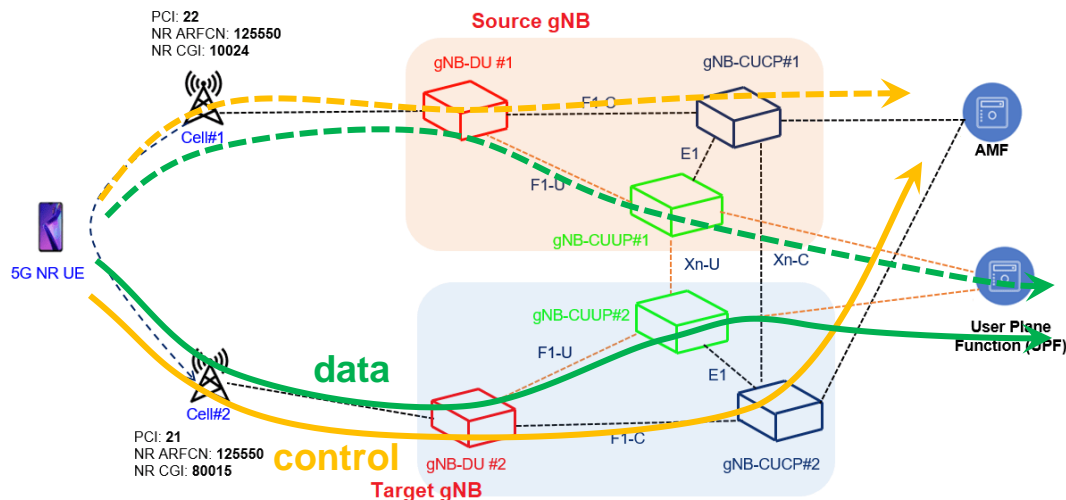 PCI: 22
NR ARFCN: 125550
NR CGI: 10024
Source gNB
gNB-DU #1
gNB-CUCP#1
F1-C
Cell#1
AMF
E1
F1-U
gNB-CUUP#1
5G NR UE
Xn-U
Xn-C
gNB-CUUP#2
User Plane
Function (UPF)
F1-U
data
E1
Cell#2
PCI: 21
NR ARFCN: 125550
NR CGI: 80015
control
F1-C
gNB-DU #2
gNB-CUCP#2
Target gNB